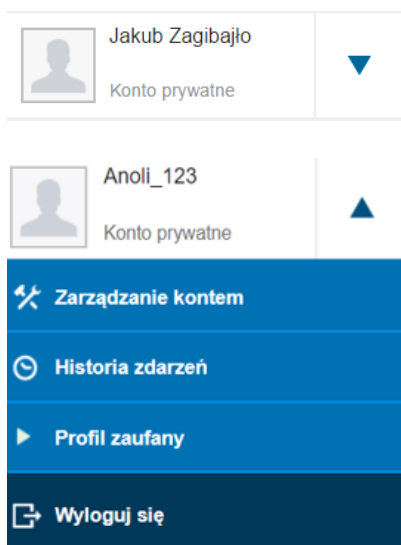 Jakub Zagibajło
Konto prywatne
Anoli_123
Konto prywatne
Zarządzanie kontem
Historia zdarzeń
Profil zaufany
Wyloguj się